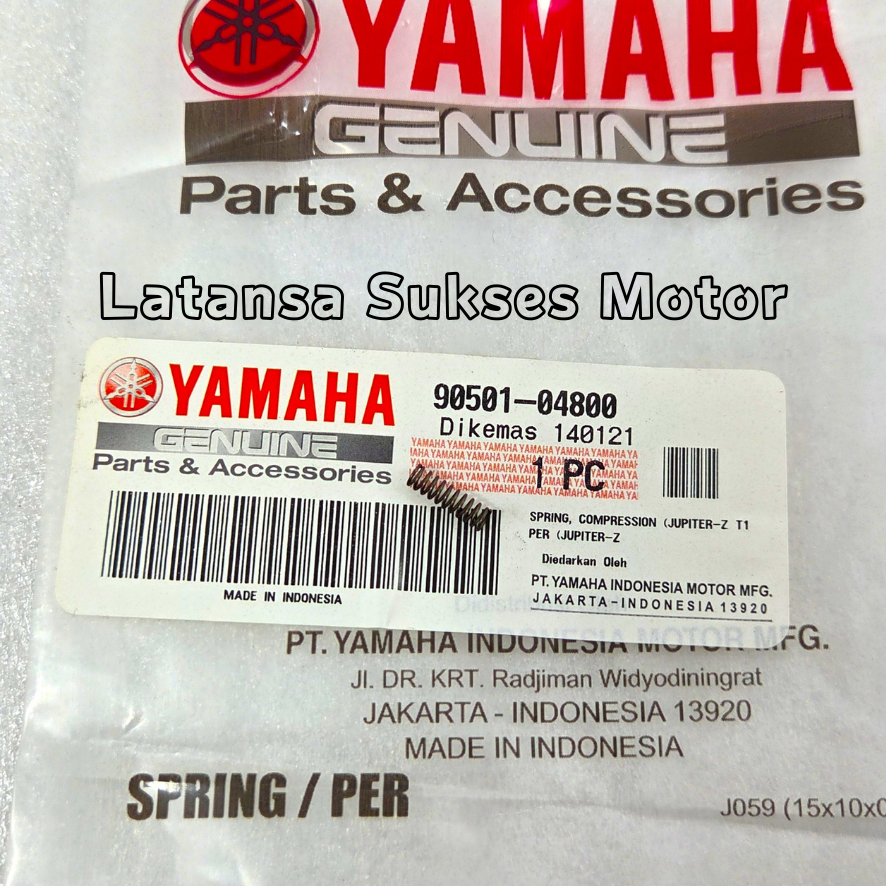 YAMAHA
GENUINE
Parts & Accessories
Latansa Sukses Motor
YAMAHA
GENUINE
Parts & Accessories
90501-04800
Dikemas 140121
1 PC
SPRING, COMPRESSION (JUPITER-Z T1
PER (JUPITER-Z
Diedarkan Oleh
PT. YAMAHA INDONESIA MOTOR MFG.
JAKARTA-INDONESIA 13920
MADE IN INDONESIA
PT. YAMAHA INDONESIA MOTOR MFG.
Jl. DR. KRT. Radjiman Widyodiningrat
JAKARTA - INDONESIA 13920
MADE IN INDONESIA
SPRING / PER
J059 (15x10x0